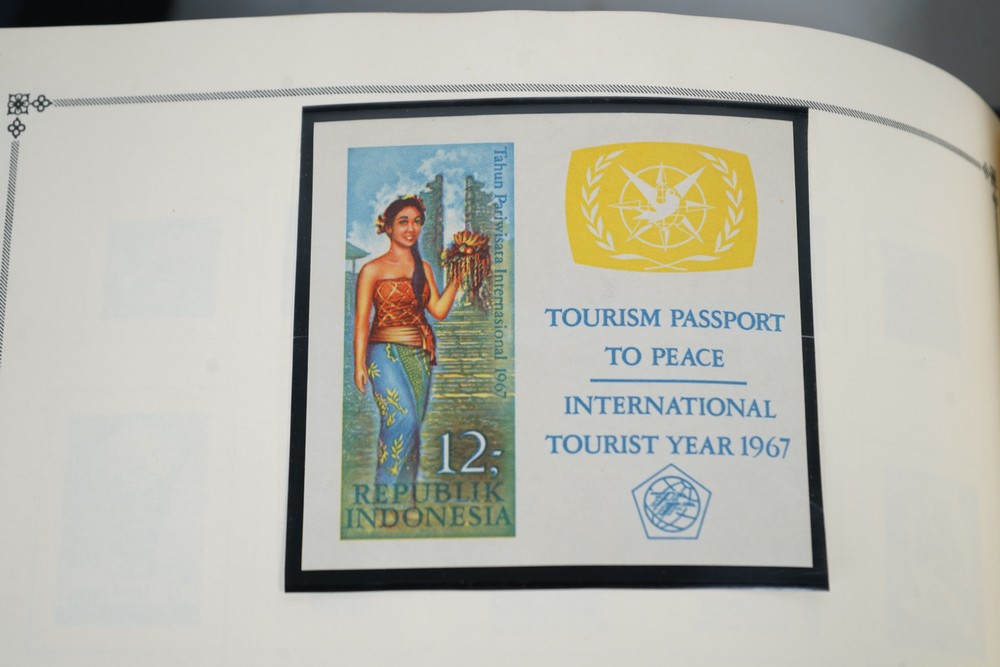 Tahun Pariwisata Internasional 1967
12;-
REPUBLIK
INDONESIA
TOURISM PASSPORT
TO PEACE
INTERNATIONAL
TOURIST YEAR 1967